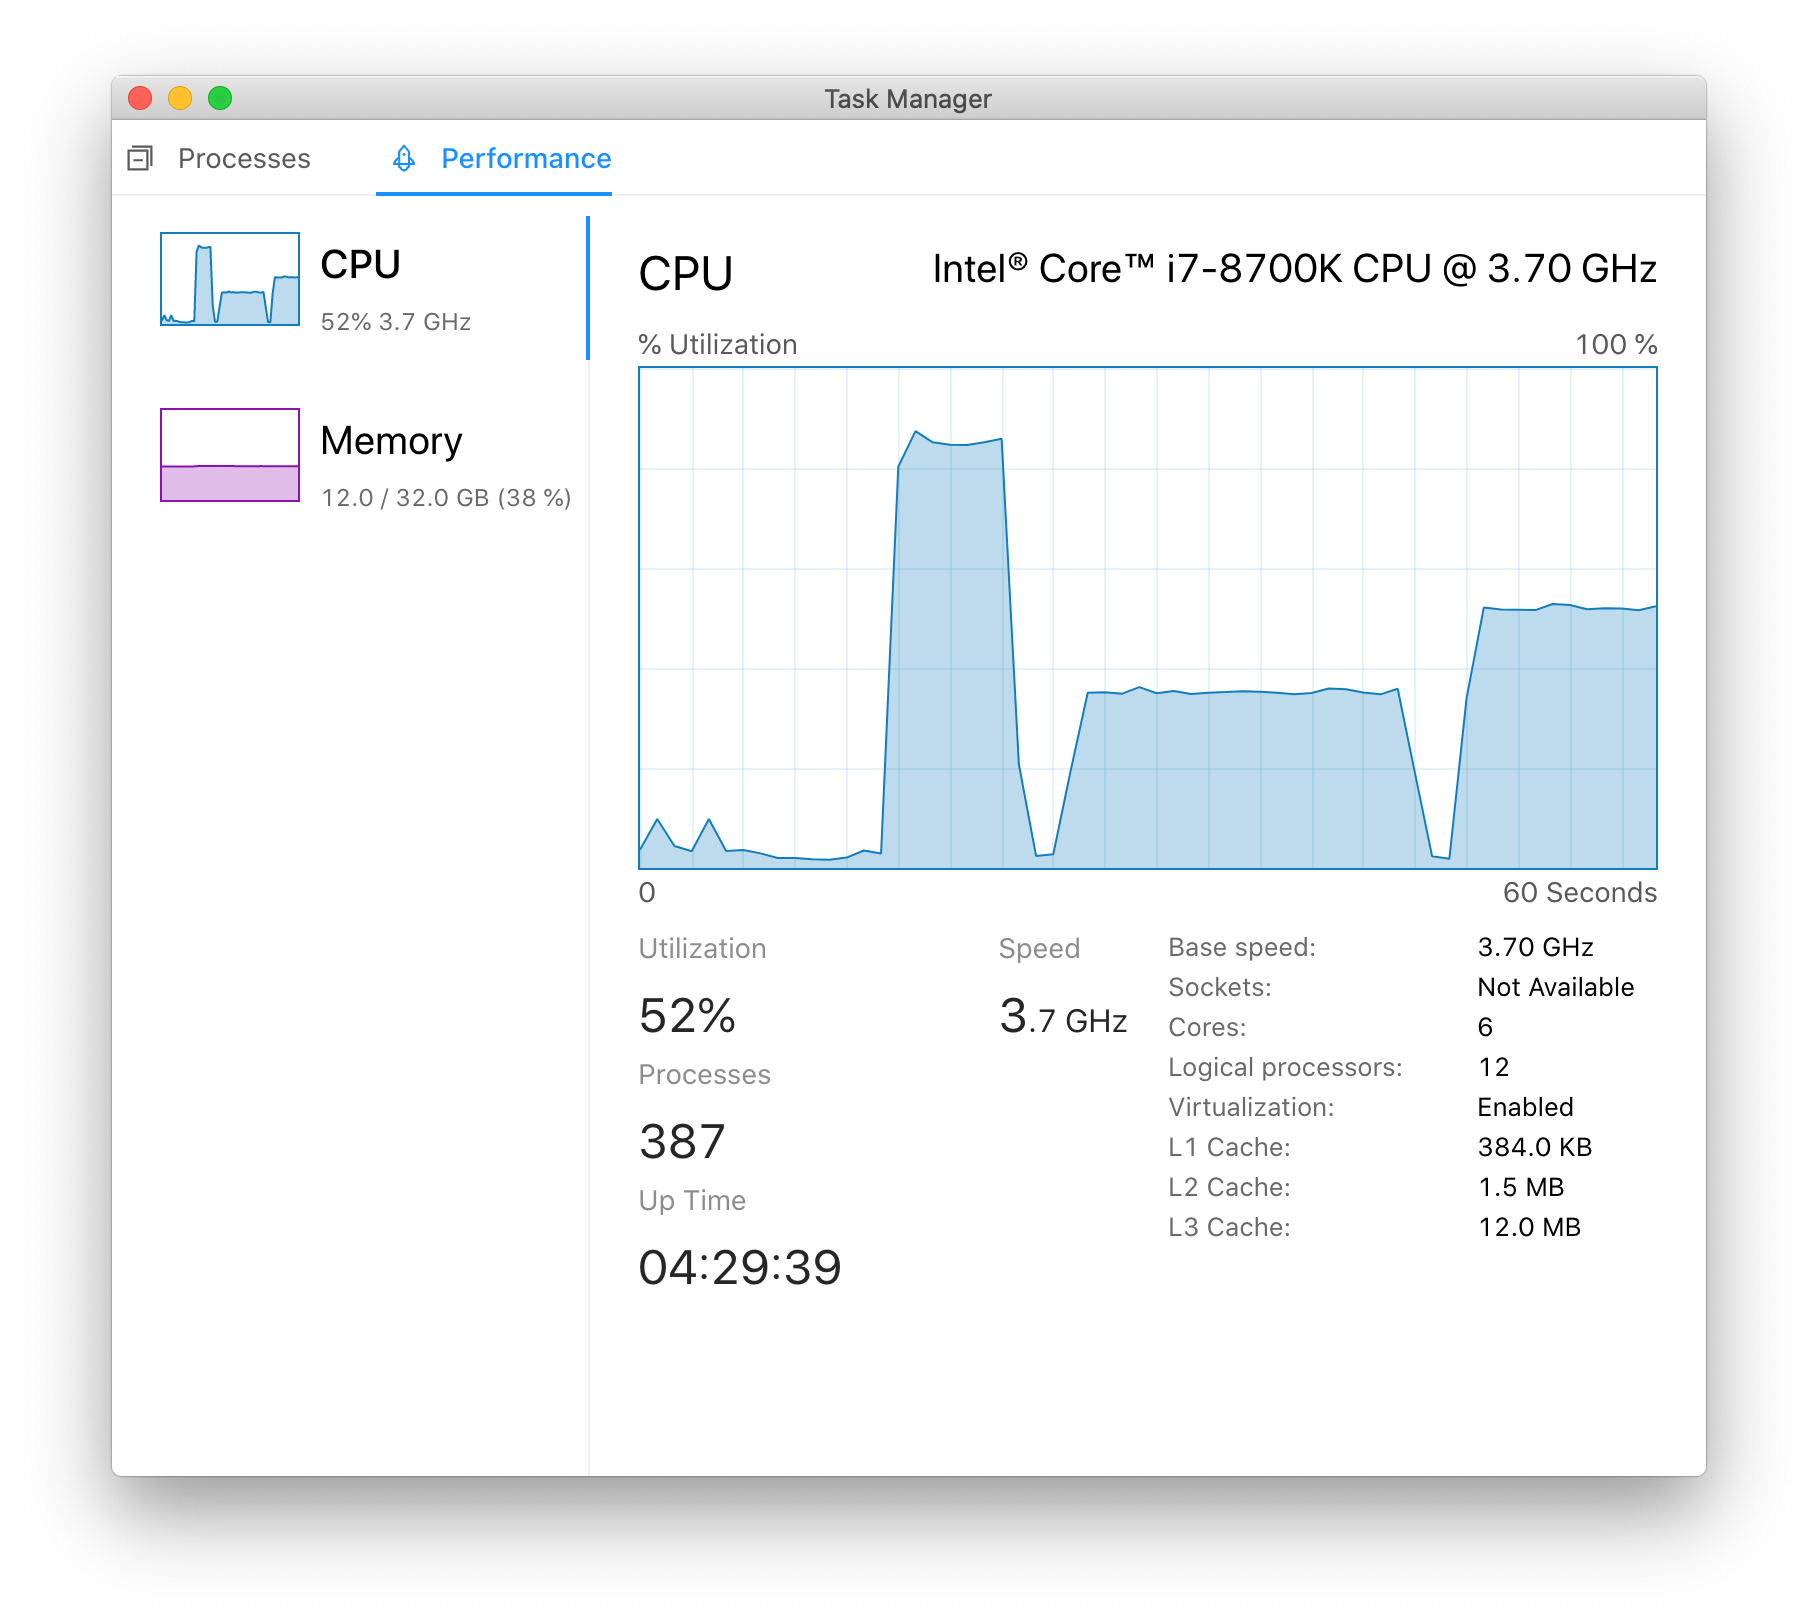 Task Manager
Processes
Performance
CPU
52% 3.7 GHz
Memory
12.0 / 32.0 GB (38 %)
CPU
Intel® Core™ i7-8700K CPU @ 3.70 GHz
% Utilization
100 %
0
60 Seconds
Utilization
52%
Speed
3.7 GHz
Processes
387
Up Time
04:29:39
Base speed: 3.70 GHz
Sockets: Not Available
Cores: 6
Logical processors: 12
Virtualization: Enabled
L1 Cache: 384.0 KB
L2 Cache: 1.5 MB
L3 Cache: 12.0 MB